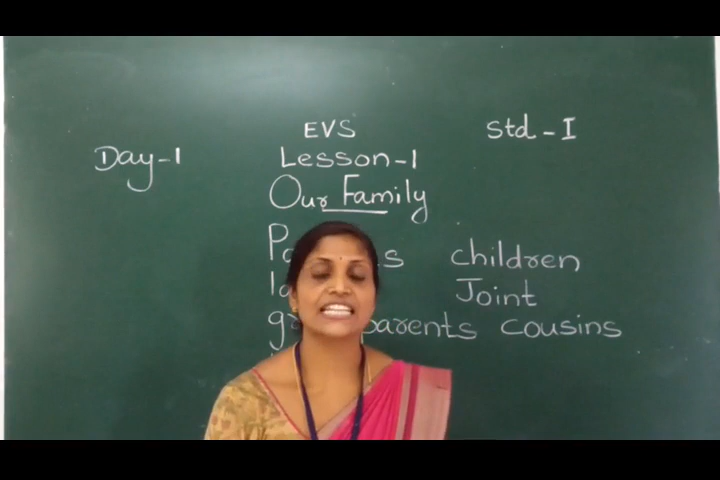 EVS
Std-I
Day-1
Lesson-1
Our Family
children
Joint
cousins